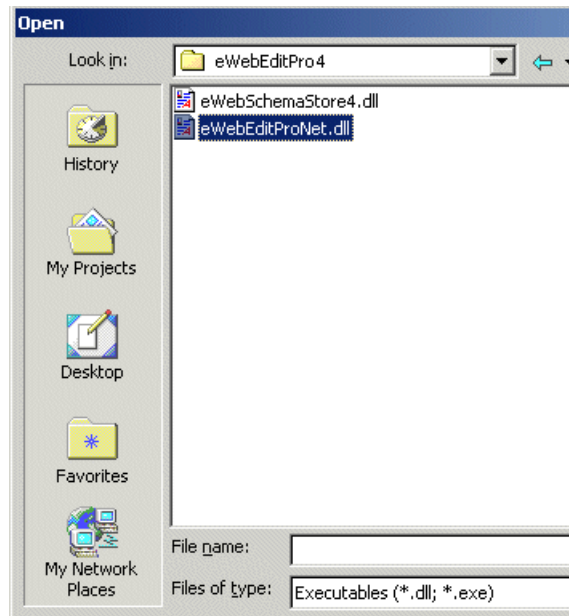 Open
Look in:
eWebEditPro4
eWebSchemaStore4.dll
eWebEditProNet.dll
History
My Projects
Desktop
Favorites
My Network
Places
File name:
Files of type:
Executables (*.dll; *.exe)